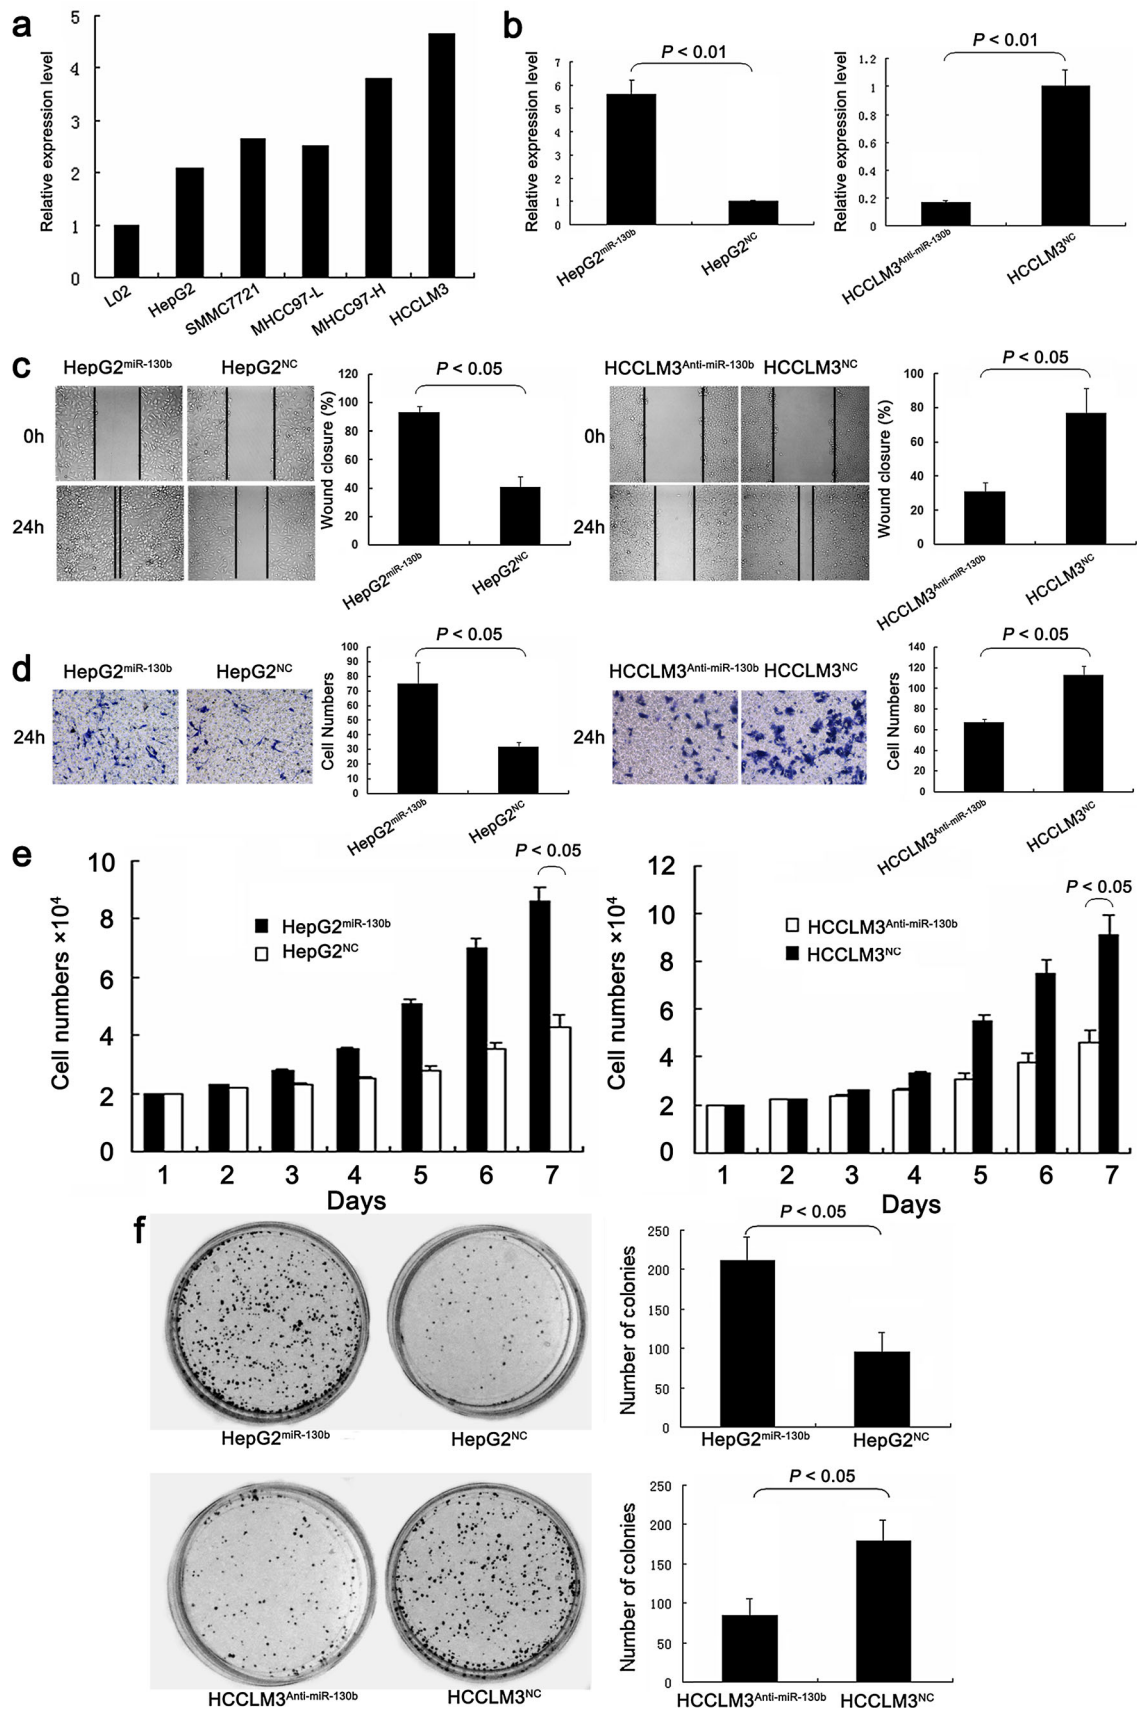 a
Relative expression level
5
4
3
2
1
0
L02
HepG2
SMMC7721
MHCC97-L
MHCC97-H
HCCLM3
b
Relative expression level
7
6
5
4
3
2
1
0
P < 0.01
HepG2miR-130b
HepG2NC
Relative expression level
1.2
1
0.8
0.6
0.4
0.2
0
P < 0.01
HCCLM3Anti-miR-130b
HCCLM3NC
c
HepG2miR-130b
HepG2NC
0h
24h
Wound closure (%)
120
100
80
60
40
20
0
P < 0.05
HepG2miR-130b
HepG2NC
HCCLM3Anti-miR-130b
HCCLM3NC
0h
24h
Wound closure (%)
100
80
60
40
20
0
P < 0.05
HCCLM3Anti-miR-130b
HCCLM3NC
d
HepG2miR-130b
HepG2NC
24h
Cell Numbers
100
90
80
70
60
50
40
30
20
10
0
P < 0.05
HepG2miR-130b
HepG2NC
HCCLM3Anti-miR-130b
HCCLM3NC
24h
Cell Numbers
140
120
100
80
60
40
20
0
P < 0.05
HCCLM3Anti-miR-130b
HCCLM3NC
e
Cell numbers ×10⁴
10
8
6
4
2
0
HepG2miR-130b
HepG2NC
P < 0.05
1 2 3 4 5 6 7
Days
Cell numbers ×10⁴
12
10
8
6
4
2
0
HCCLM3Anti-miR-130b
HCCLM3NC
P < 0.05
1 2 3 4 5 6 7
Days
f
HepG2miR-130b
HepG2NC
Number of colonies
250
200
150
100
50
0
P < 0.05
HepG2miR-130b
HepG2NC
HCCLM3Anti-miR-130b
HCCLM3NC
Number of colonies
250
200
150
100
50
0
P < 0.05
HCCLM3Anti-miR-130b
HCCLM3NC